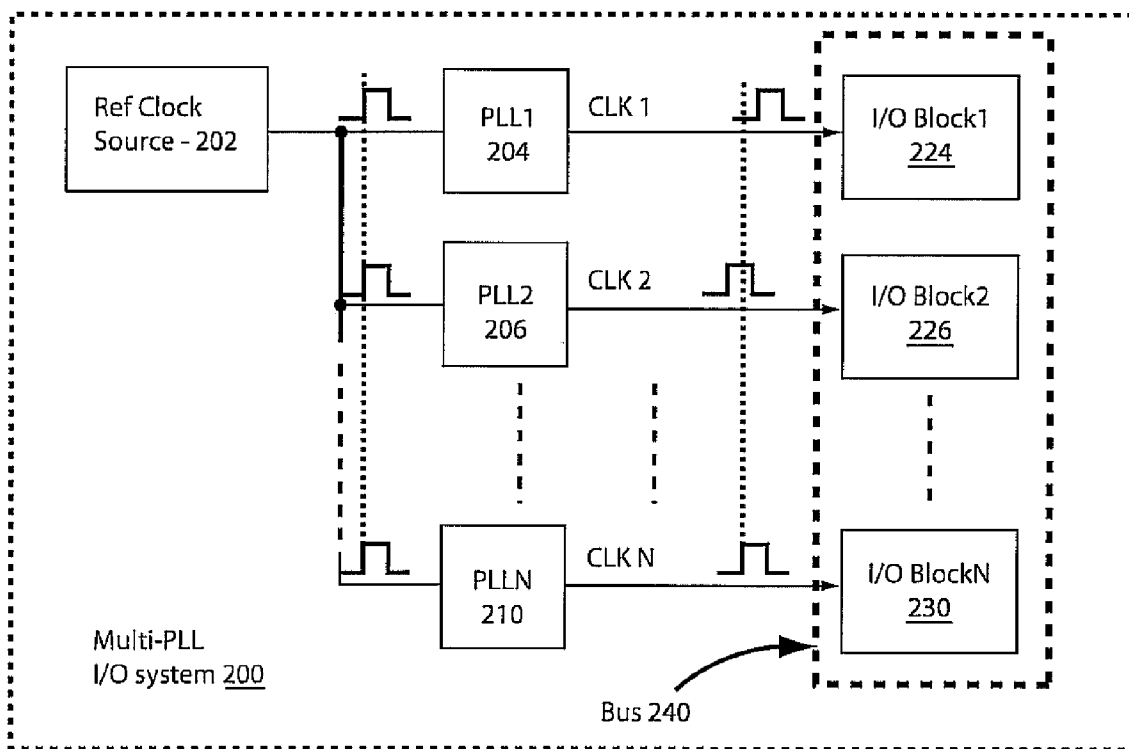 Ref Clock
Source - 202
PLL1
204
CLK 1
I/O Block1
224
PLL2
206
CLK 2
I/O Block2
226
PLLN
210
CLK N
I/O BlockN
230
Multi-PLL
I/O system 200
Bus 240